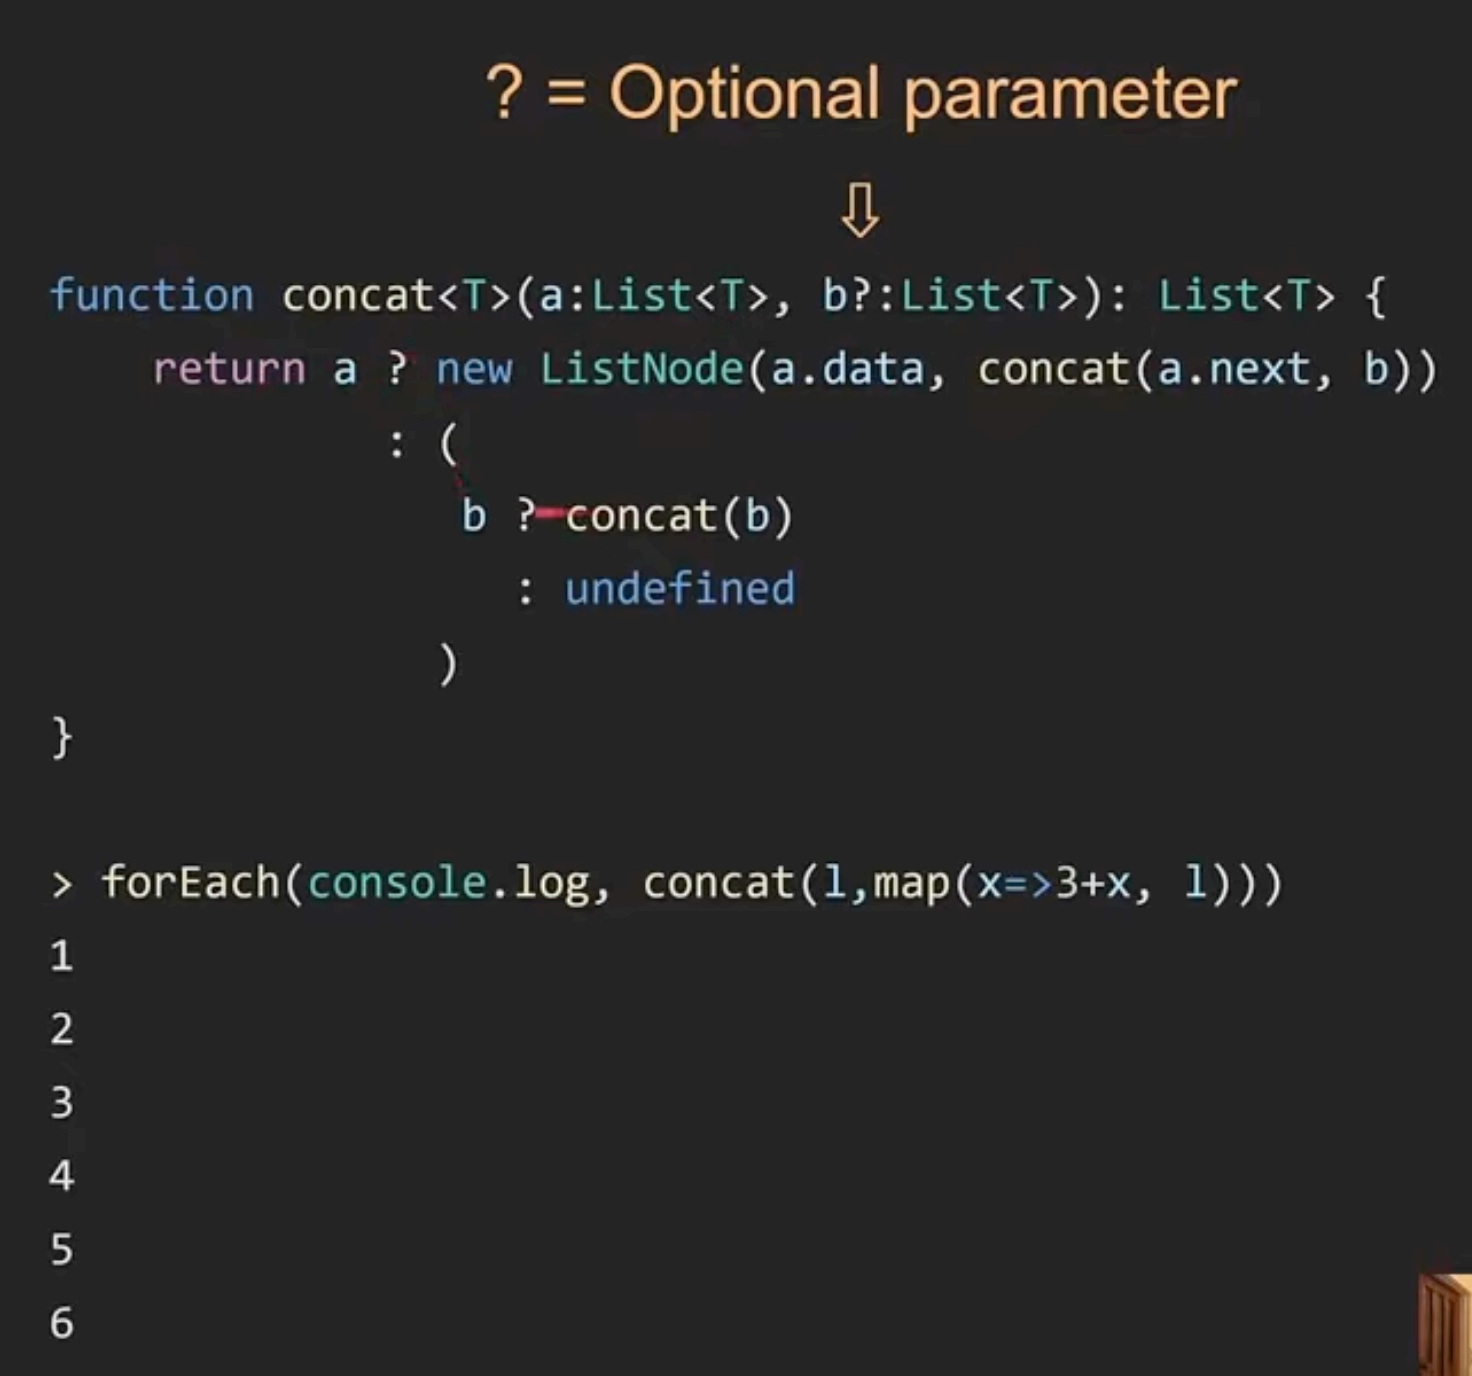 ? = Optional parameter
function concat<T>(a:List<T>, b?:List<T>): List<T> {
return a ? new ListNode(a.data, concat(a.next, b))
: (
b ? concat(b)
: undefined
)
}
> forEach(console.log, concat(l,map(x=>3+x, l)))
1
2
3
4
5
6